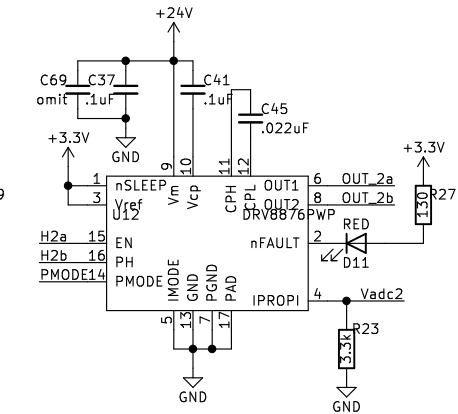 +24V
C69
C37
C41
omit
.1uF
.1uF
C45
.022uF
GND
+3.3V
+3.3V
9
10
11
12
1
nSLEEP
Vm
Vcp
CPH
CPL
OUT1
6
OUT_2a
3
Vref
OUT2
8
OUT_2b
R27
130
9
U12
DRV8876PWP
RED
H2a
15
EN
nFAULT
2
H2b
16
PH
D11
PMODE
14
PMODE
IMODE
GND
PGND
PAD
IPROPI
4
Vadc2
5
13
7
17
R23
3.3k
GND
GND